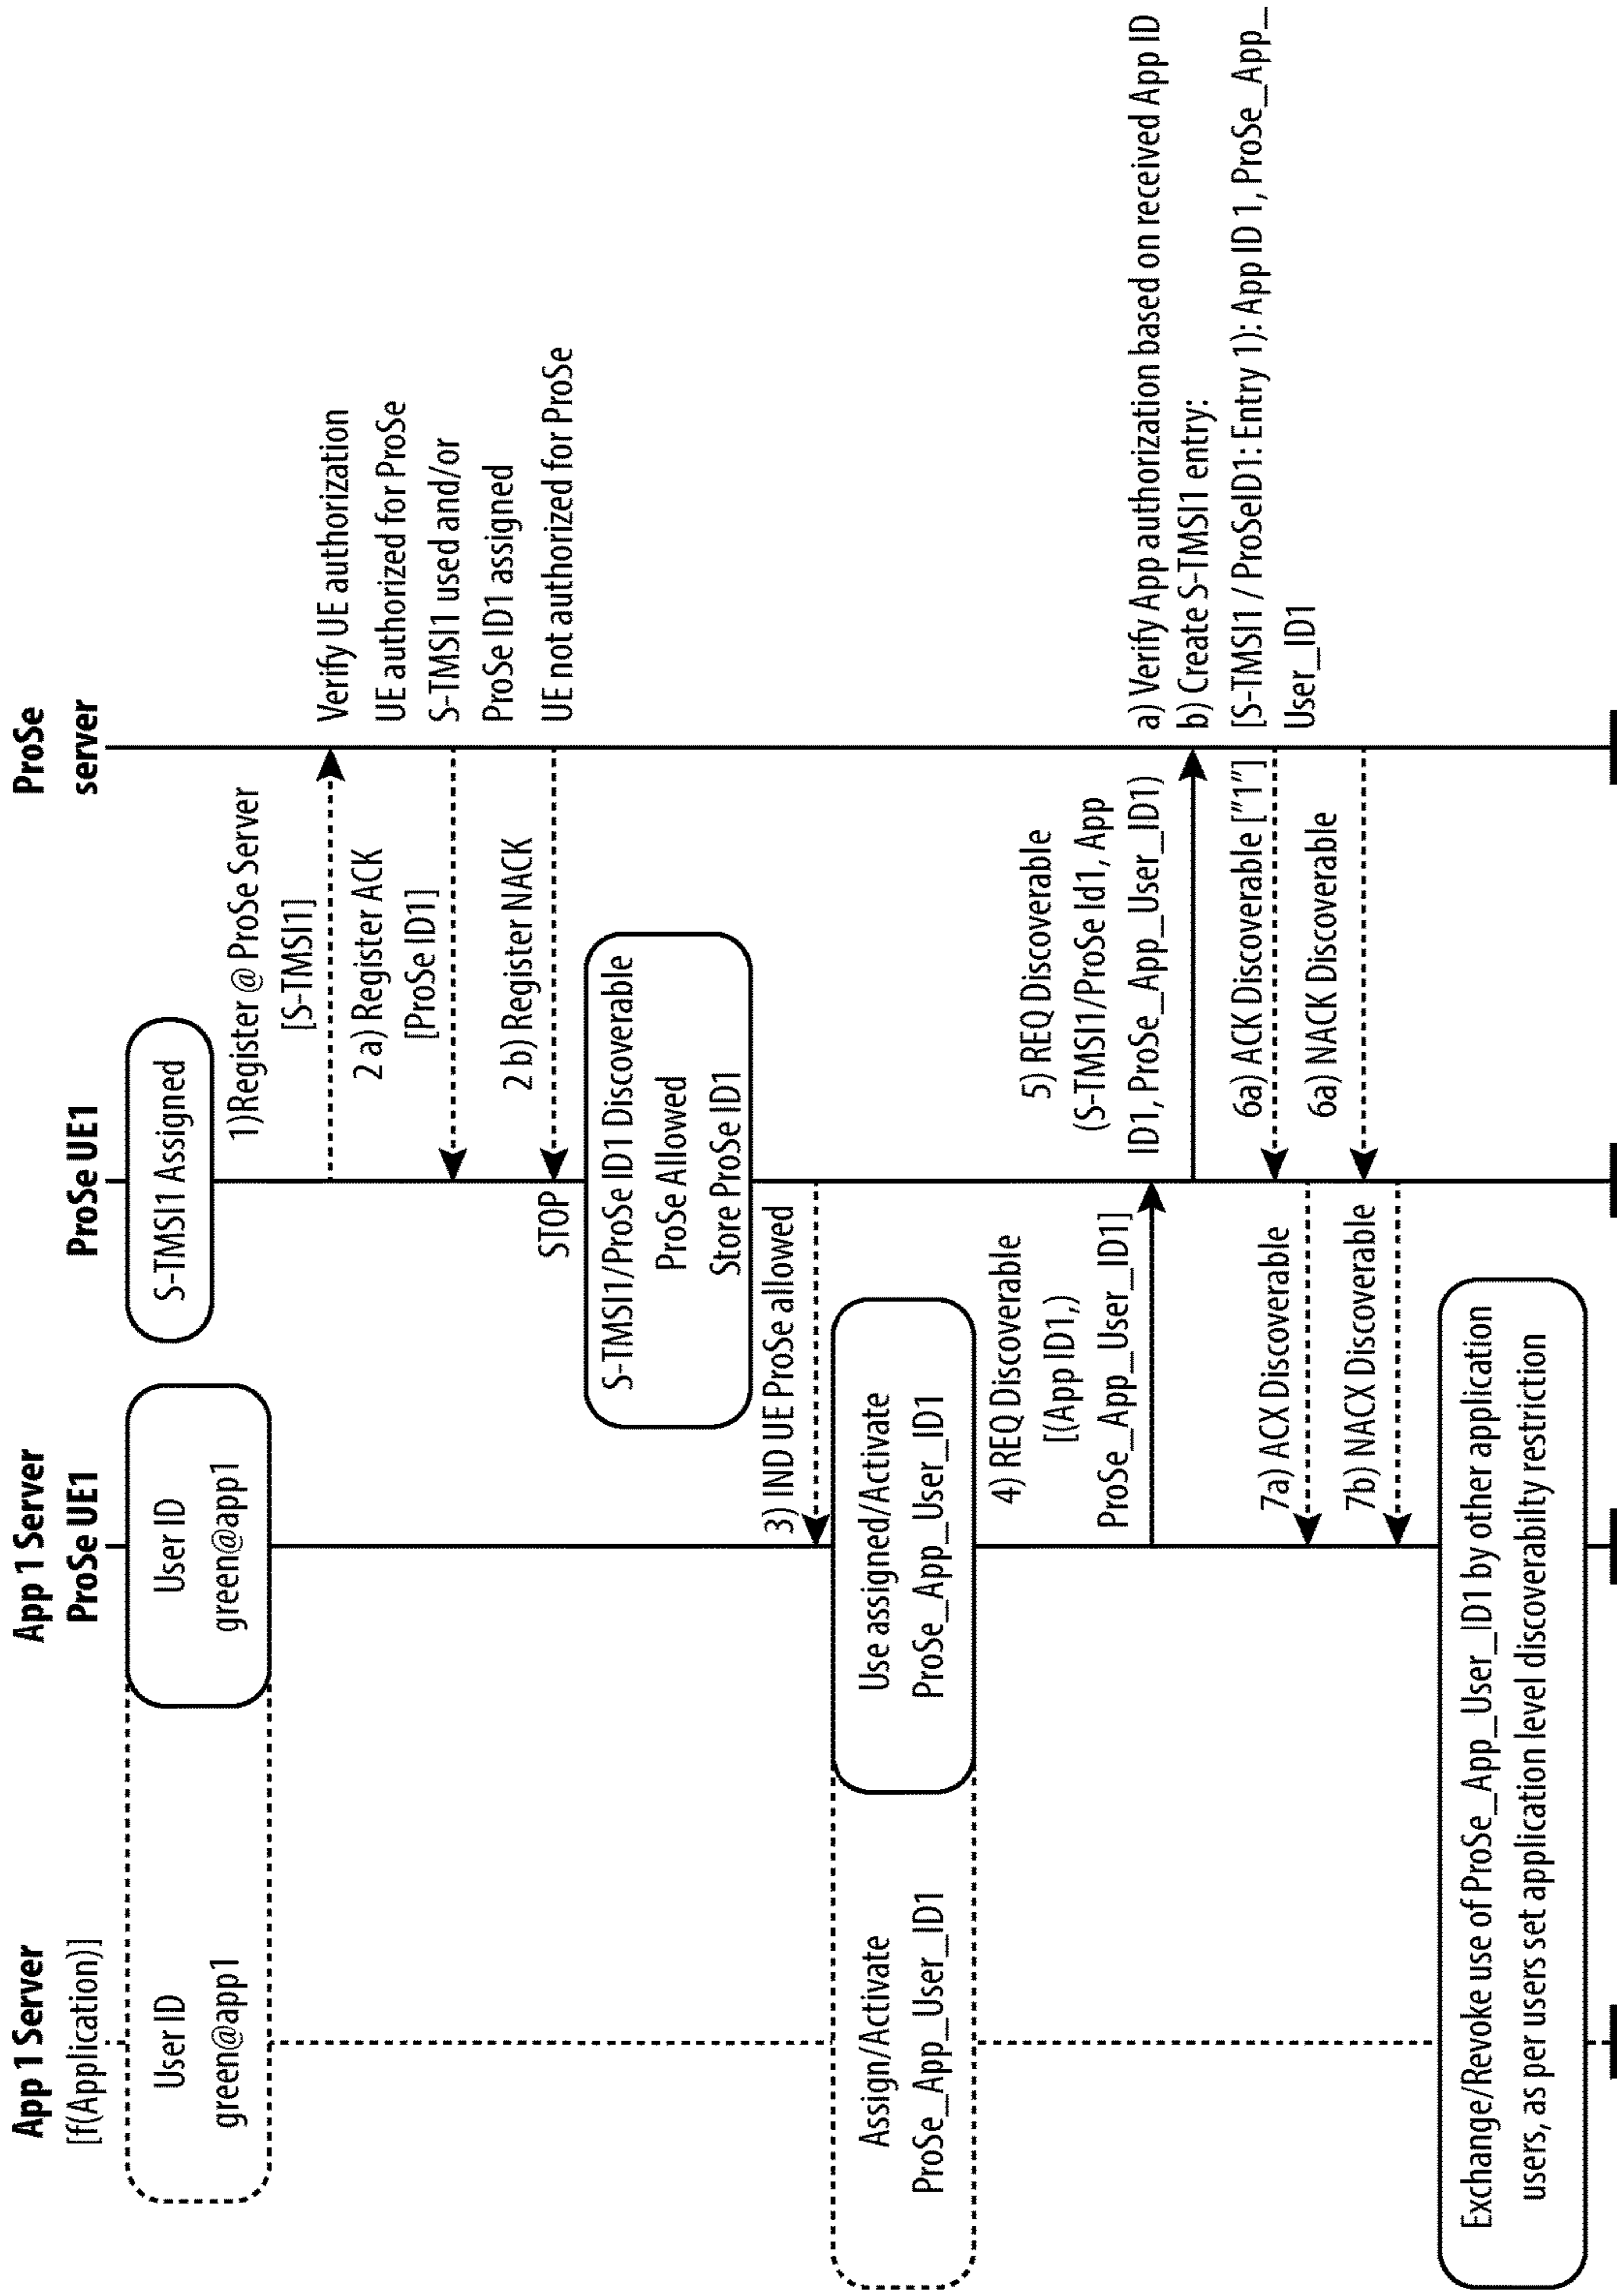 App 1 Server
[f(Application)]
App 1 Server
ProSe UE1
ProSe UE1
ProSe
server
User ID
green@app1
User ID
green@app1
S-TMSI1 Assigned
1)Register @ ProSe Server
[S-TMSI1]
Verify UE authorization
2 a) Register ACK
[ProSe ID1]
UE authorized for ProSe
S-TMSI1 used and/or
ProSe ID1 assigned
2 b) Register NACK
UE not authorized for ProSe
STOP
S-TMSI1/ProSe ID1 Discoverable
ProSe Allowed
Store ProSe ID1
3) IND UE ProSe allowed
Assign/Activate
ProSe_App_User_ID1
Use assigned/Activate
ProSe_App_User_ID1
4) REQ Discoverable
[(App ID1,)
ProSe_App_User_ID1]
5) REQ Discoverable
(S-TMSI1/ProSe Id1, App
ID1, ProSe_App_User_ID1)
a) Verify App authorization based on received App ID
b) Create S-TMSI1 entry:
[S-TMSI1 / ProSeID1: Entry 1): App ID 1, ProSe_App_
User_ID1
6a) ACK Discoverable ["1"]
6a) NACK Discoverable
7a) ACX Discoverable
7b) NACX Discoverable
Exchange/Revoke use of ProSe_App_User_ID1 by other application
users, as per users set application level discoverabilty restriction